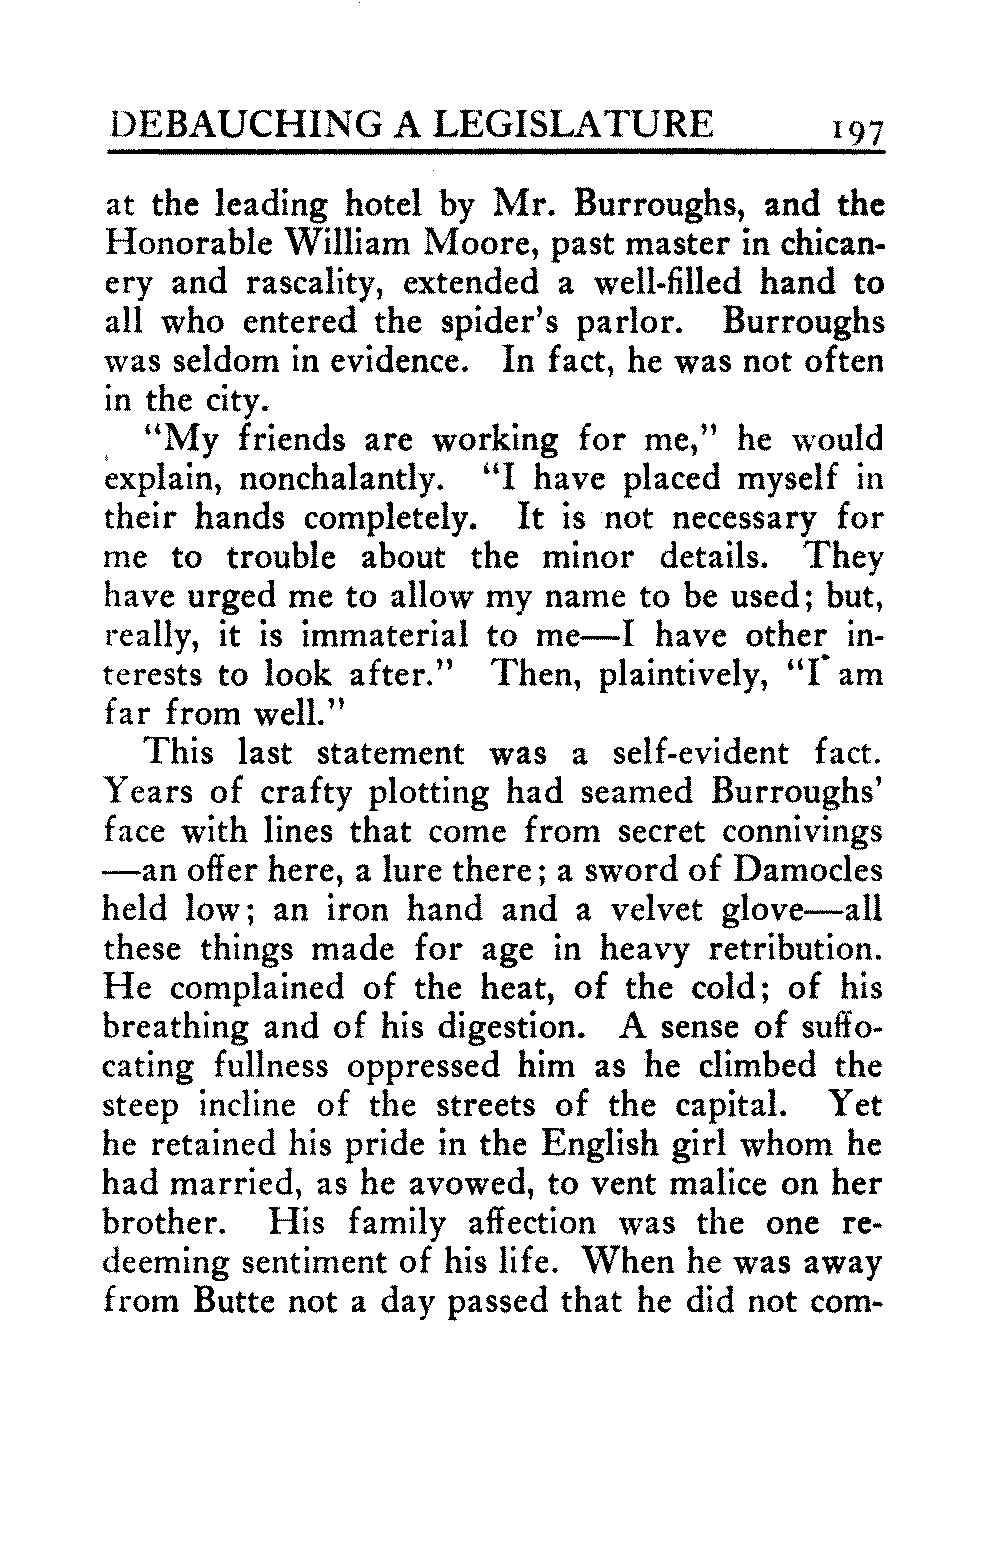 DEBAUCHING A LEGISLATURE 197
at the leading hotel by Mr. Burroughs, and the
Honorable William Moore, past master in chican-
ery and rascality, extended a well-filled hand to
all who entered the spider's parlor. Burroughs
was seldom in evidence. In fact, he was not often
in the city.
"My friends are working for me," he would
explain, nonchalantly. "I have placed myself in
their hands completely. It is not necessary for
me to trouble about the minor details. They
have urged me to allow my name to be used; but,
really, it is immaterial to me—I have other in-
terests to look after." Then, plaintively, "I am
far from well."
This last statement was a self-evident fact.
Years of crafty plotting had seamed Burroughs'
face with lines that come from secret connivings
—an offer here, a lure there; a sword of Damocles
held low; an iron hand and a velvet glove—all
these things made for age in heavy retribution.
He complained of the heat, of the cold; of his
breathing and of his digestion. A sense of suffo-
cating fullness oppressed him as he climbed the
steep incline of the streets of the capital. Yet
he retained his pride in the English girl whom he
had married, as he avowed, to vent malice on her
brother. His family affection was the one re-
deeming sentiment of his life. When he was away
from Butte not a day passed that he did not com-